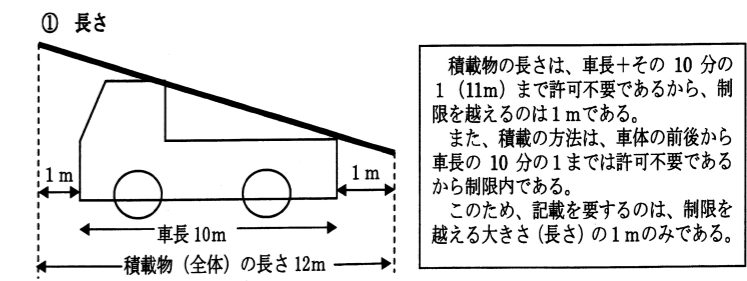 ① 長さ
積載物の長さは、車長＋その 10 分の
１（11m）まで許可不要であるから、制
限を越えるのは１ｍである。
また、積載の方法は、車体の前後から
車長の 10 分の１までは許可不要である
から制限内である。
このため、記載を要するのは、制限を
越える大きさ（長さ）の１ｍのみである。
1 m
1 m
車長 10m
積載物（全体）の長さ 12m